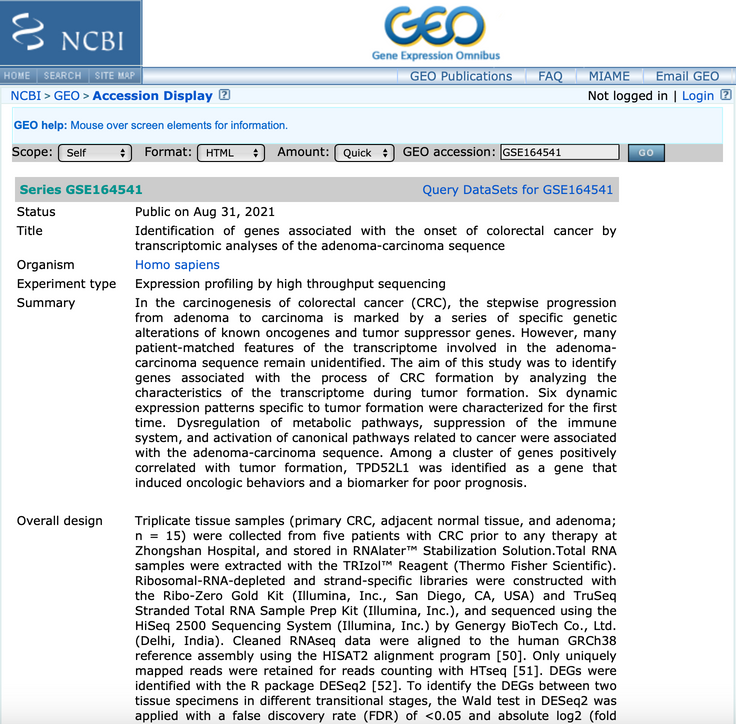 NCBI
GEO
Gene Expression Omnibus
HOME | SEARCH | SITE MAP
GEO Publications | FAQ | MIAME | Email GEO
NCBI > GEO > Accession Display ? Not logged in | Login ?
GEO help: Mouse over screen elements for information.
Scope: Self Format: HTML Amount: Quick GEO accession: GSE164541 GO
Series GSE164541 Query DataSets for GSE164541
Status Public on Aug 31, 2021
Title Identification of genes associated with the onset of colorectal cancer by
transcriptomic analyses of the adenoma-carcinoma sequence
Organism Homo sapiens
Experiment type Expression profiling by high throughput sequencing
Summary In the carcinogenesis of colorectal cancer (CRC), the stepwise progression
from adenoma to carcinoma is marked by a series of specific genetic
alterations of known oncogenes and tumor suppressor genes. However, many
patient-matched features of the transcriptome involved in the adenoma-
carcinoma sequence remain unidentified. The aim of this study was to identify
genes associated with the process of CRC formation by analyzing the
characteristics of the transcriptome during tumor formation. Six dynamic
expression patterns specific to tumor formation were characterized for the first
time. Dysregulation of metabolic pathways, suppression of the immune
system, and activation of canonical pathways related to cancer were associated
with the adenoma-carcinoma sequence. Among a cluster of genes positively
correlated with tumor formation, TPD52L1 was identified as a gene that
induced oncologic behaviors and a biomarker for poor prognosis.
Overall design Triplicate tissue samples (primary CRC, adjacent normal tissue, and adenoma;
n = 15) were collected from five patients with CRC prior to any therapy at
Zhongshan Hospital, and stored in RNAlater™ Stabilization Solution.Total RNA
samples were extracted with the TRIzol™ Reagent (Thermo Fisher Scientific).
Ribosomal-RNA-depleted and strand-specific libraries were constructed with
the Ribo-Zero Gold Kit (Illumina, Inc., San Diego, CA, USA) and TruSeq
Stranded Total RNA Sample Prep Kit (Illumina, Inc.), and sequenced using the
HiSeq 2500 Sequencing System (Illumina, Inc.) by Genergy BioTech Co., Ltd.
(Delhi, India). Cleaned RNAseq data were aligned to the human GRCh38
reference assembly using the HISAT2 alignment program [50]. Only uniquely
mapped reads were retained for reads counting with HTseq [51]. DEGs were
identified with the R package DESeq2 [52]. To identify the DEGs between two
tissue specimens in different transitional stages, the Wald test in DESeq2 was
applied with a false discovery rate (FDR) of <0.05 and absolute log2 (fold